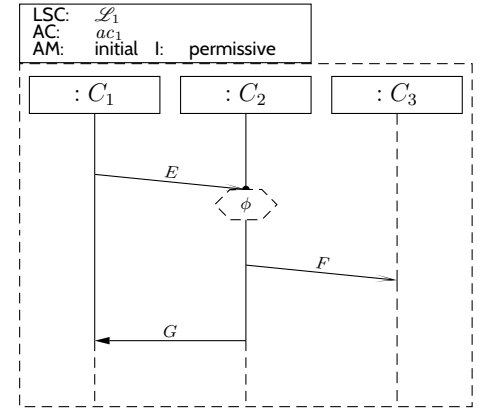 LSC: ℒ₁
AC: ac₁
AM: initial I: permissive
: C₁ : C₂ : C₃
E
ϕ
F
G